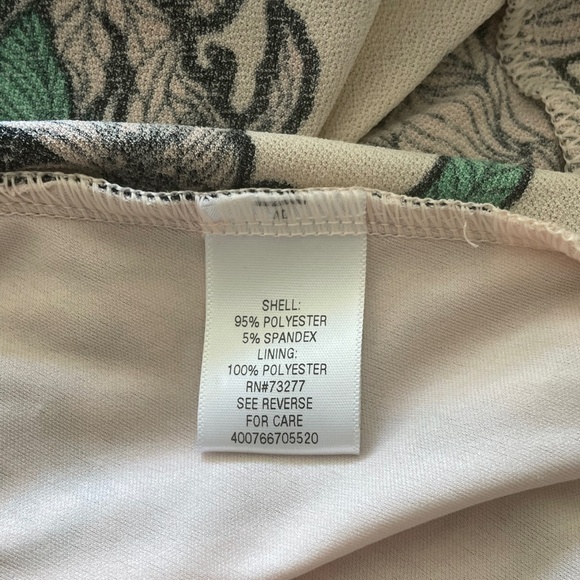 SHELL:
95% POLYESTER
5% SPANDEX
LINING:
100% POLYESTER
RN#73277
SEE REVERSE
FOR CARE
400766705520